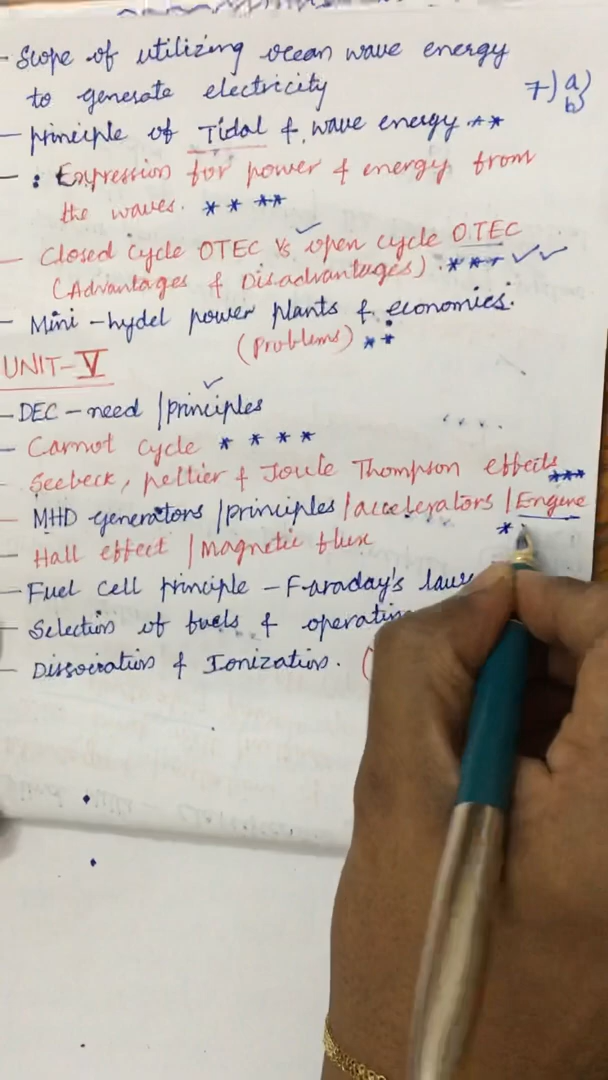 - Scope of utilizing ocean wave energy
to generate electricity
7) a)
b)
- principle of Tidal & wave energy **
- : Expression for power & energy from
the waves. ** **
- Closed cycle OTEC Vs open cycle OTEC
(Advantages & Disadvantages). *** ✓✓
- Mini-hydel power plants & economics.
(Problems) **
UNIT-V
- DEC - need / principles
- Carnot cycle * * * *
- Seebeck, peltier & Joule Thompson effects ***
- MHD generators / principles / accelerators / Engine
*
- Hall effect / Magnetic flux
- Fuel cell principle - Faraday's laws
- Selection of fuels & operating
- Dissociation & Ionization. (